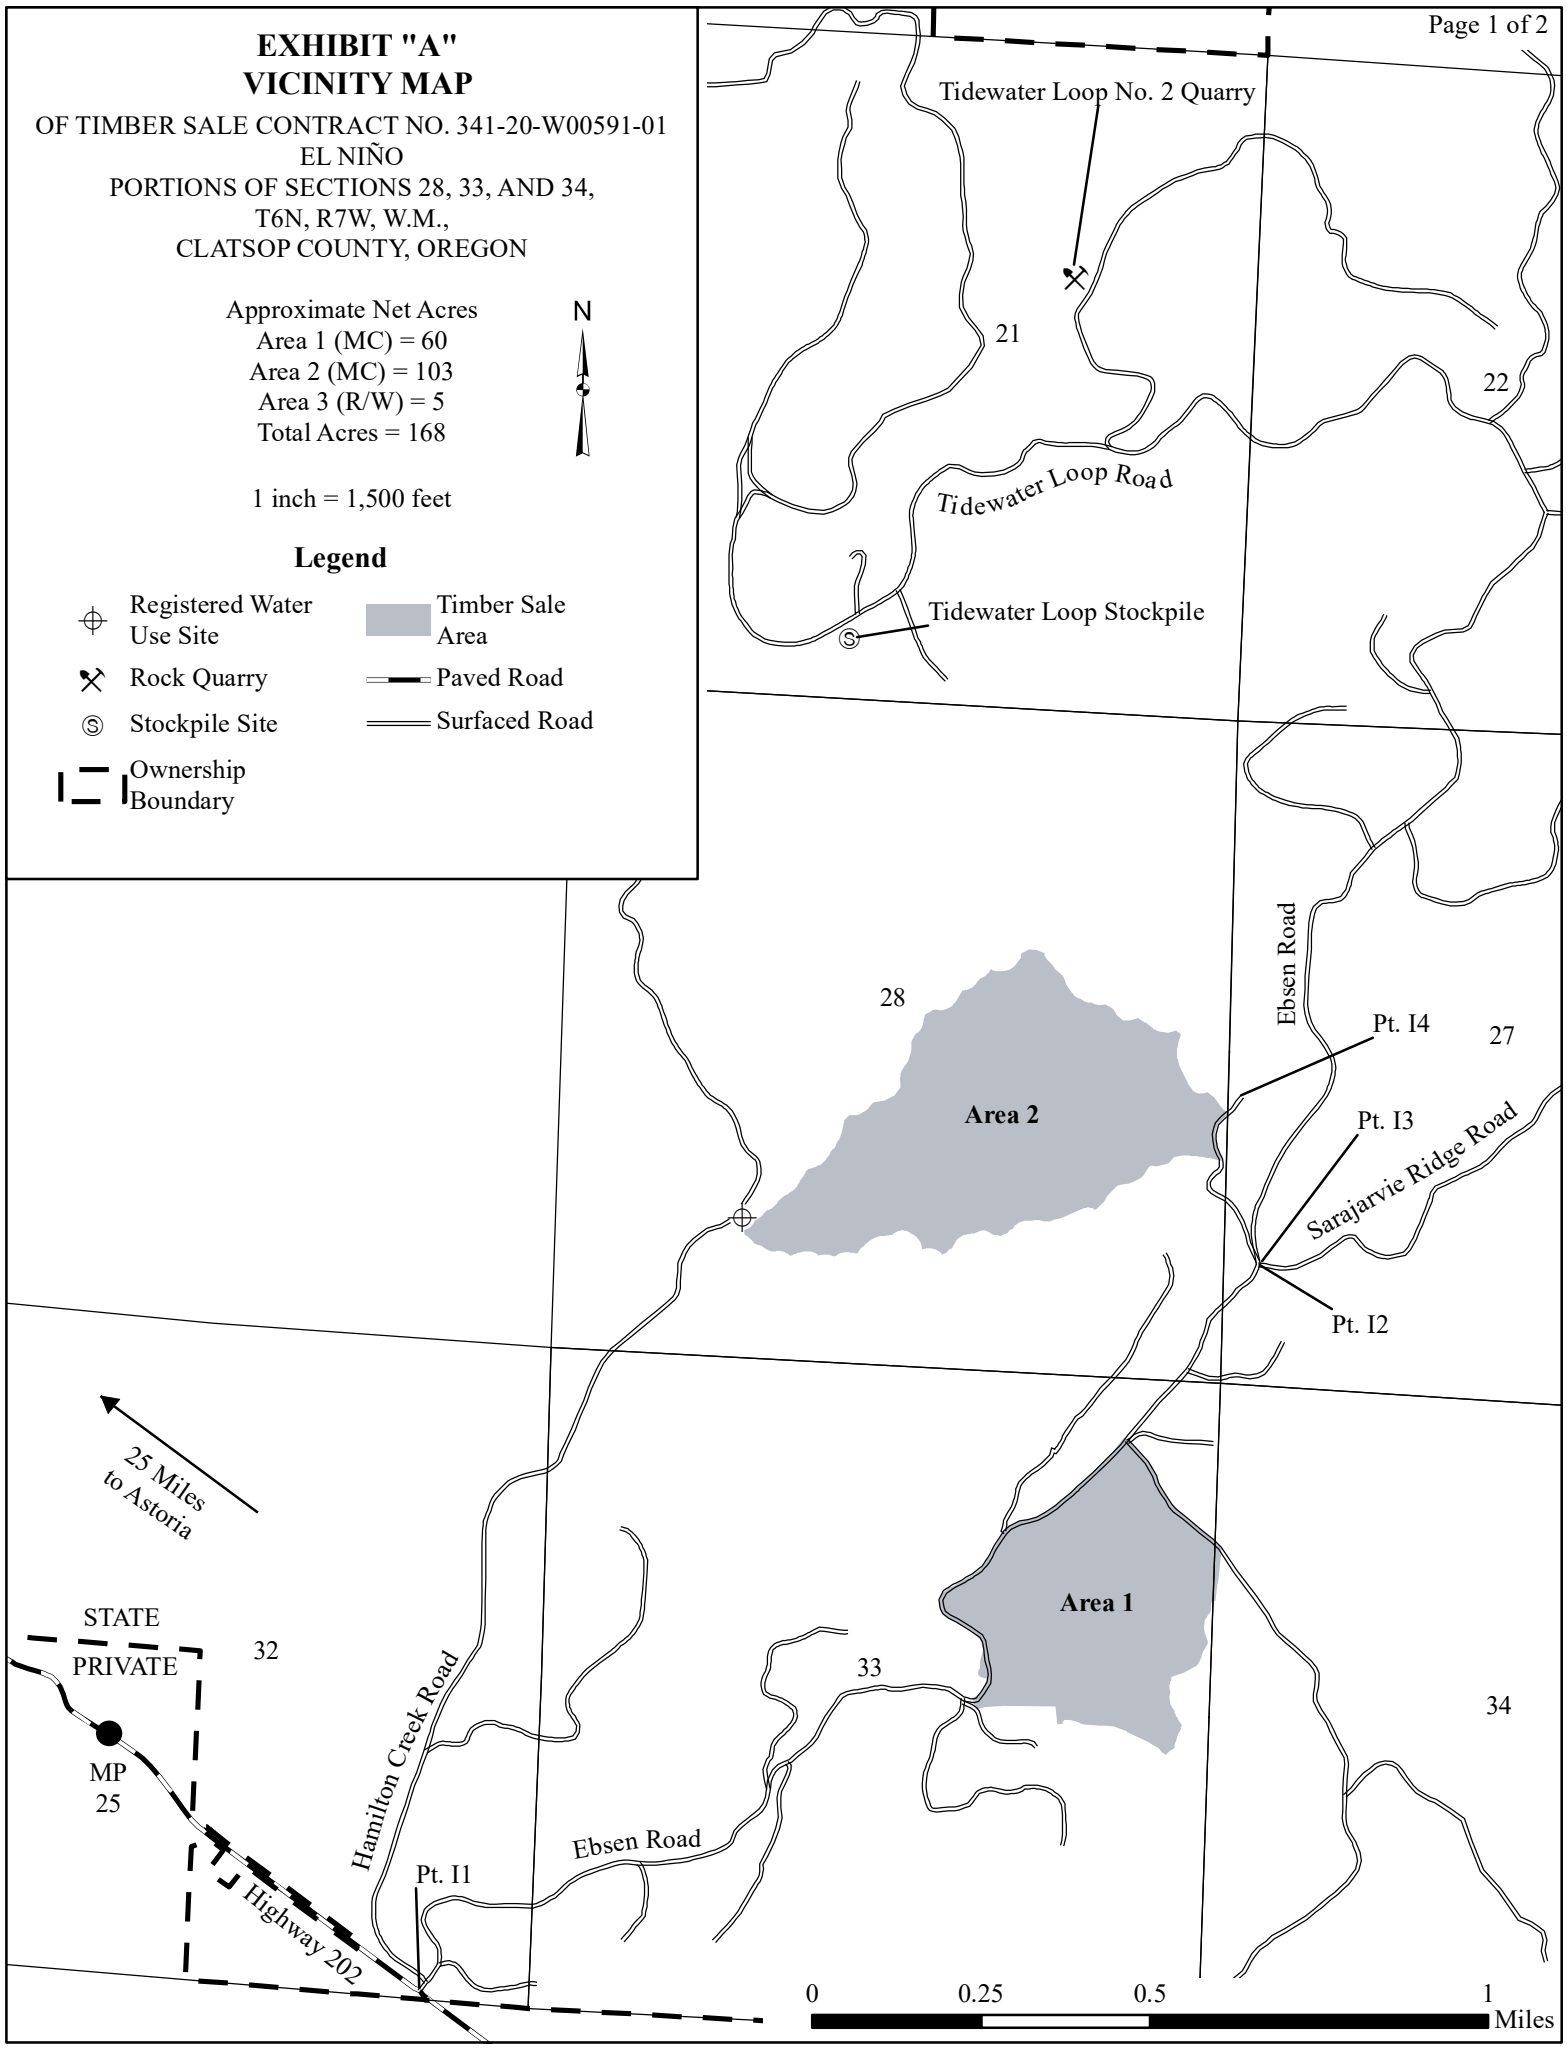 Page 1 of 2
EXHIBIT "A"
VICINITY MAP
OF TIMBER SALE CONTRACT NO. 341-20-W00591-01
EL NIÑO
PORTIONS OF SECTIONS 28, 33, AND 34,
T6N, R7W, W.M.,
CLATSOP COUNTY, OREGON
Approximate Net Acres
Area 1 (MC) = 60
Area 2 (MC) = 103
Area 3 (R/W) = 5
Total Acres = 168
N
1 inch = 1,500 feet
Legend
Registered Water
Use Site
Rock Quarry
S
Stockpile Site
Ownership
Boundary
Timber Sale
Area
Paved Road
Surfaced Road
Tidewater Loop No. 2 Quarry
21
22
Tidewater Loop Road
Tidewater Loop Stockpile
S
Ebsen Road
28
Pt. I4
27
Area 2
Pt. I3
Sarajarvie Ridge Road
Pt. I2
25 Miles
to Astoria
Area 1
STATE
PRIVATE
32
33
34
MP
25
Hamilton Creek Road
Ebsen Road
Pt. I1
Highway 202
0
0.25
0.5
1
Miles